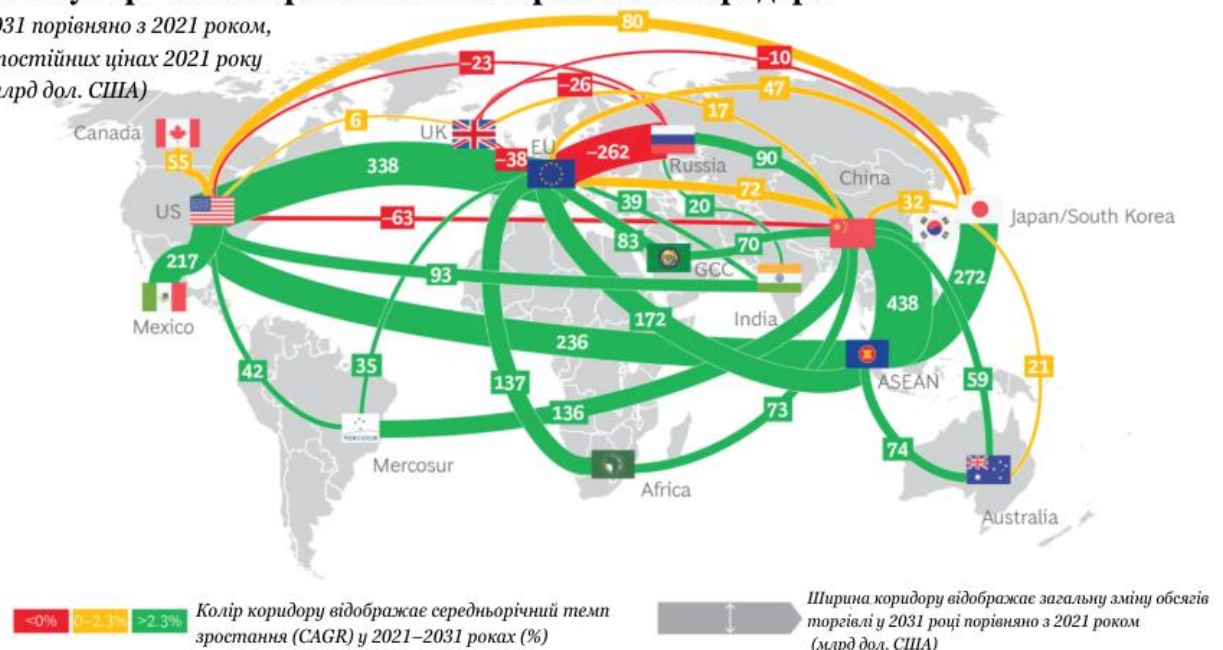 031 порівняно з 2021 роком,
постійних цінах 2021 року
млрд дол. США)
80
–23
–10
–26
47
6
17
Canada
UK
EU
–38
–262
Russia
90
55
338
China
US
39
20
72
32
Japan/South Korea
–63
83
70
GCC
217
93
272
438
Mexico
172
India
236
42
35
137
ASEAN
59
21
136
73
MERCOSUR
74
Mercosur
Africa
Australia
<0%
0–2.3%
>2.3%
Колір коридору відображає середньорічний темп
зростання (CAGR) у 2021–2031 роках (%)
Ширина коридору відображає загальну зміну обсягів
торгівлі у 2031 році порівняно з 2021 роком
(млрд дол. США)